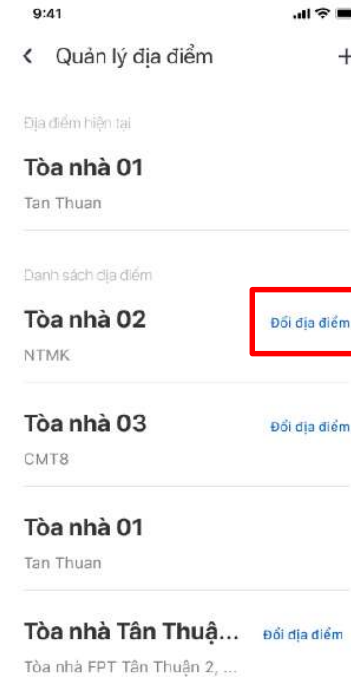 9:41
Quản lý địa điểm
Địa điểm hiện tại
Tòa nhà 01
Tan Thuan
Danh sách địa điểm
Tòa nhà 02 Đổi địa điểm
NTMK
Tòa nhà 03 Đổi địa điểm
CMT8
Tòa nhà 01
Tan Thuan
Tòa nhà Tân Thuậ... Đổi địa điểm
Tòa nhà FPT Tân Thuận 2, ...